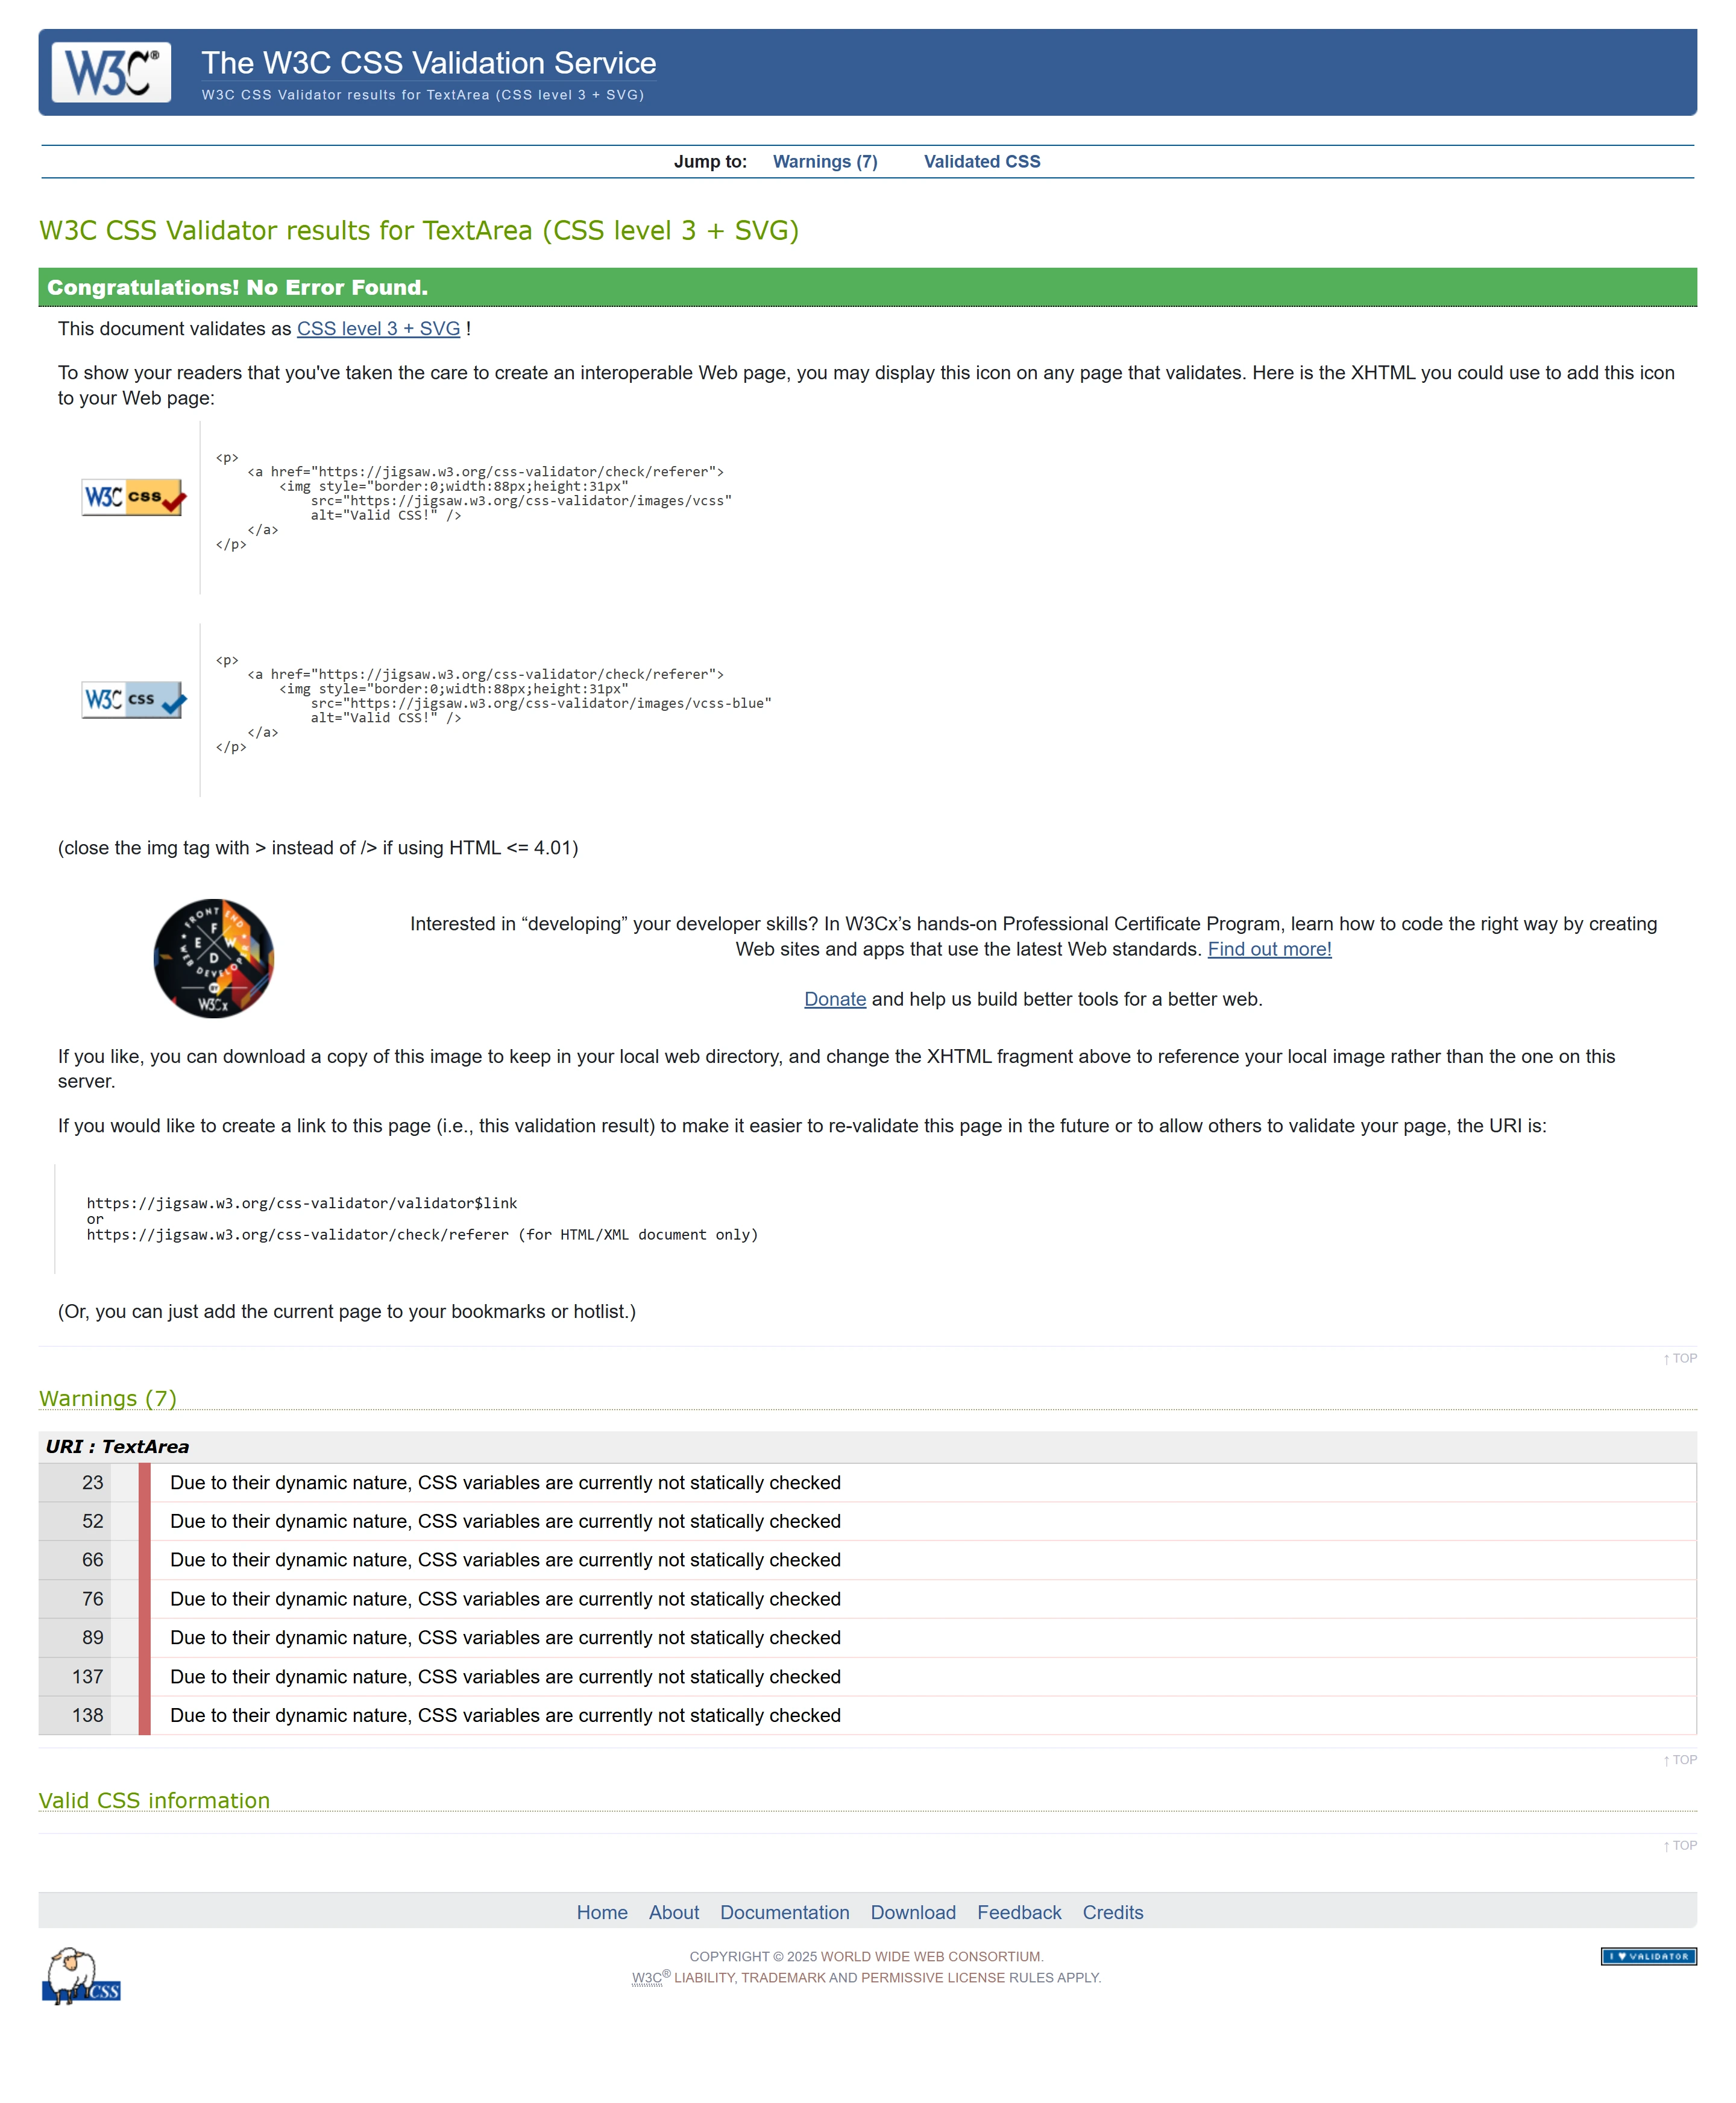 W3C®
The W3C CSS Validation Service
W3C CSS Validator results for TextArea (CSS level 3 + SVG)
Jump to: Warnings (7) Validated CSS
W3C CSS Validator results for TextArea (CSS level 3 + SVG)
Congratulations! No Error Found.
This document validates as CSS level 3 + SVG !
To show your readers that you've taken the care to create an interoperable Web page, you may display this icon on any page that validates. Here is the XHTML you could use to add this icon
to your Web page:
W3C css
<p>
    <a href="https://jigsaw.w3.org/css-validator/check/referer">
        <img style="border:0;width:88px;height:31px"
            src="https://jigsaw.w3.org/css-validator/images/vcss"
            alt="Valid CSS!" />
    </a>
</p>
W3C css
<p>
    <a href="https://jigsaw.w3.org/css-validator/check/referer">
        <img style="border:0;width:88px;height:31px"
            src="https://jigsaw.w3.org/css-validator/images/vcss-blue"
            alt="Valid CSS!" />
    </a>
</p>
(close the img tag with > instead of /> if using HTML <= 4.01)
FRONT END
F
E W
D
WEB DEVELOPER
BY
W3Cx
Interested in “developing” your developer skills? In W3Cx’s hands-on Professional Certificate Program, learn how to code the right way by creating
Web sites and apps that use the latest Web standards. Find out more!
Donate and help us build better tools for a better web.
If you like, you can download a copy of this image to keep in your local web directory, and change the XHTML fragment above to reference your local image rather than the one on this
server.
If you would like to create a link to this page (i.e., this validation result) to make it easier to re-validate this page in the future or to allow others to validate your page, the URI is:
https://jigsaw.w3.org/css-validator/validator$link
or
https://jigsaw.w3.org/css-validator/check/referer (for HTML/XML document only)
(Or, you can just add the current page to your bookmarks or hotlist.)
↑ TOP
Warnings (7)
URI : TextArea
23 Due to their dynamic nature, CSS variables are currently not statically checked
52 Due to their dynamic nature, CSS variables are currently not statically checked
66 Due to their dynamic nature, CSS variables are currently not statically checked
76 Due to their dynamic nature, CSS variables are currently not statically checked
89 Due to their dynamic nature, CSS variables are currently not statically checked
137 Due to their dynamic nature, CSS variables are currently not statically checked
138 Due to their dynamic nature, CSS variables are currently not statically checked
↑ TOP
Valid CSS information
↑ TOP
Home About Documentation Download Feedback Credits
CSS
COPYRIGHT © 2025 WORLD WIDE WEB CONSORTIUM.
W3C® LIABILITY, TRADEMARK AND PERMISSIVE LICENSE RULES APPLY.
I ♥ VALIDATOR